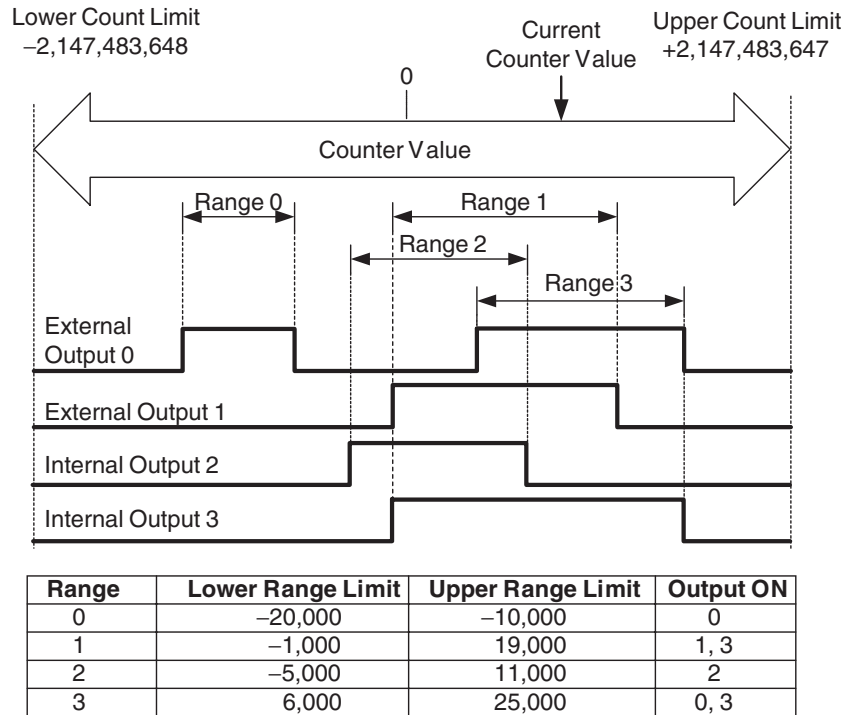 Lower Count Limit
−2,147,483,648
Current
Counter Value
Upper Count Limit
+2,147,483,647
0
Counter Value
Range 0
Range 1
Range 2
Range 3
External
Output 0
External Output 1
Internal Output 2
Internal Output 3
Range Lower Range Limit Upper Range Limit Output ON
0 −20,000 −10,000 0
1 −1,000 19,000 1, 3
2 −5,000 11,000 2
3 6,000 25,000 0, 3